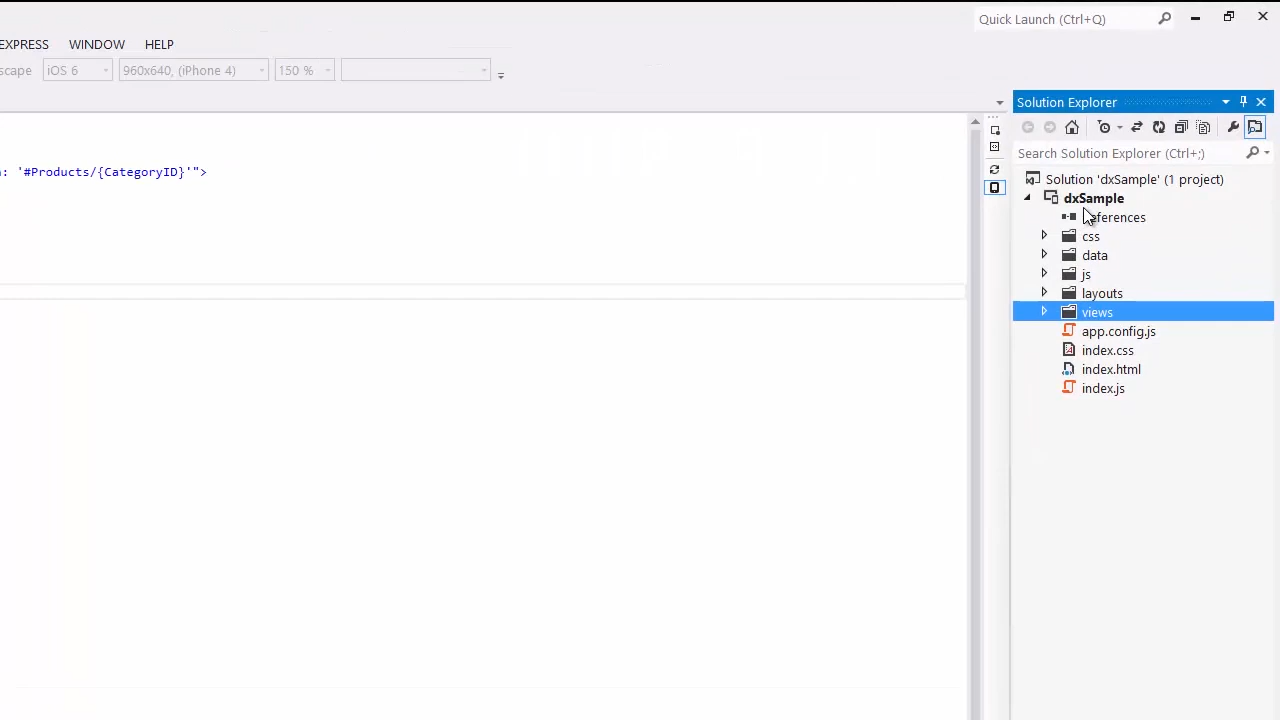 Quick Launch (Ctrl+Q)
EXPRESS WINDOW HELP
scape iOS 6 960x640, (iPhone 4) 150 %
Solution Explorer
Search Solution Explorer (Ctrl+;)
: '#Products/{CategoryID}'">
Solution 'dxSample' (1 project)
dxSample
eferences
css
data
js
layouts
views
app.config.js
index.css
index.html
index.js